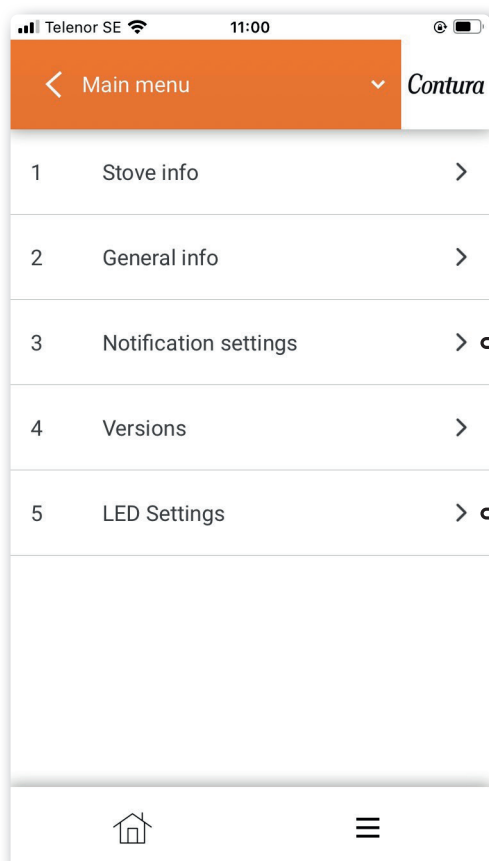 Telenor SE 11:00
Main menu Contura
1 Stove info
2 General info
3 Notification settings
4 Versions
5 LED Settings